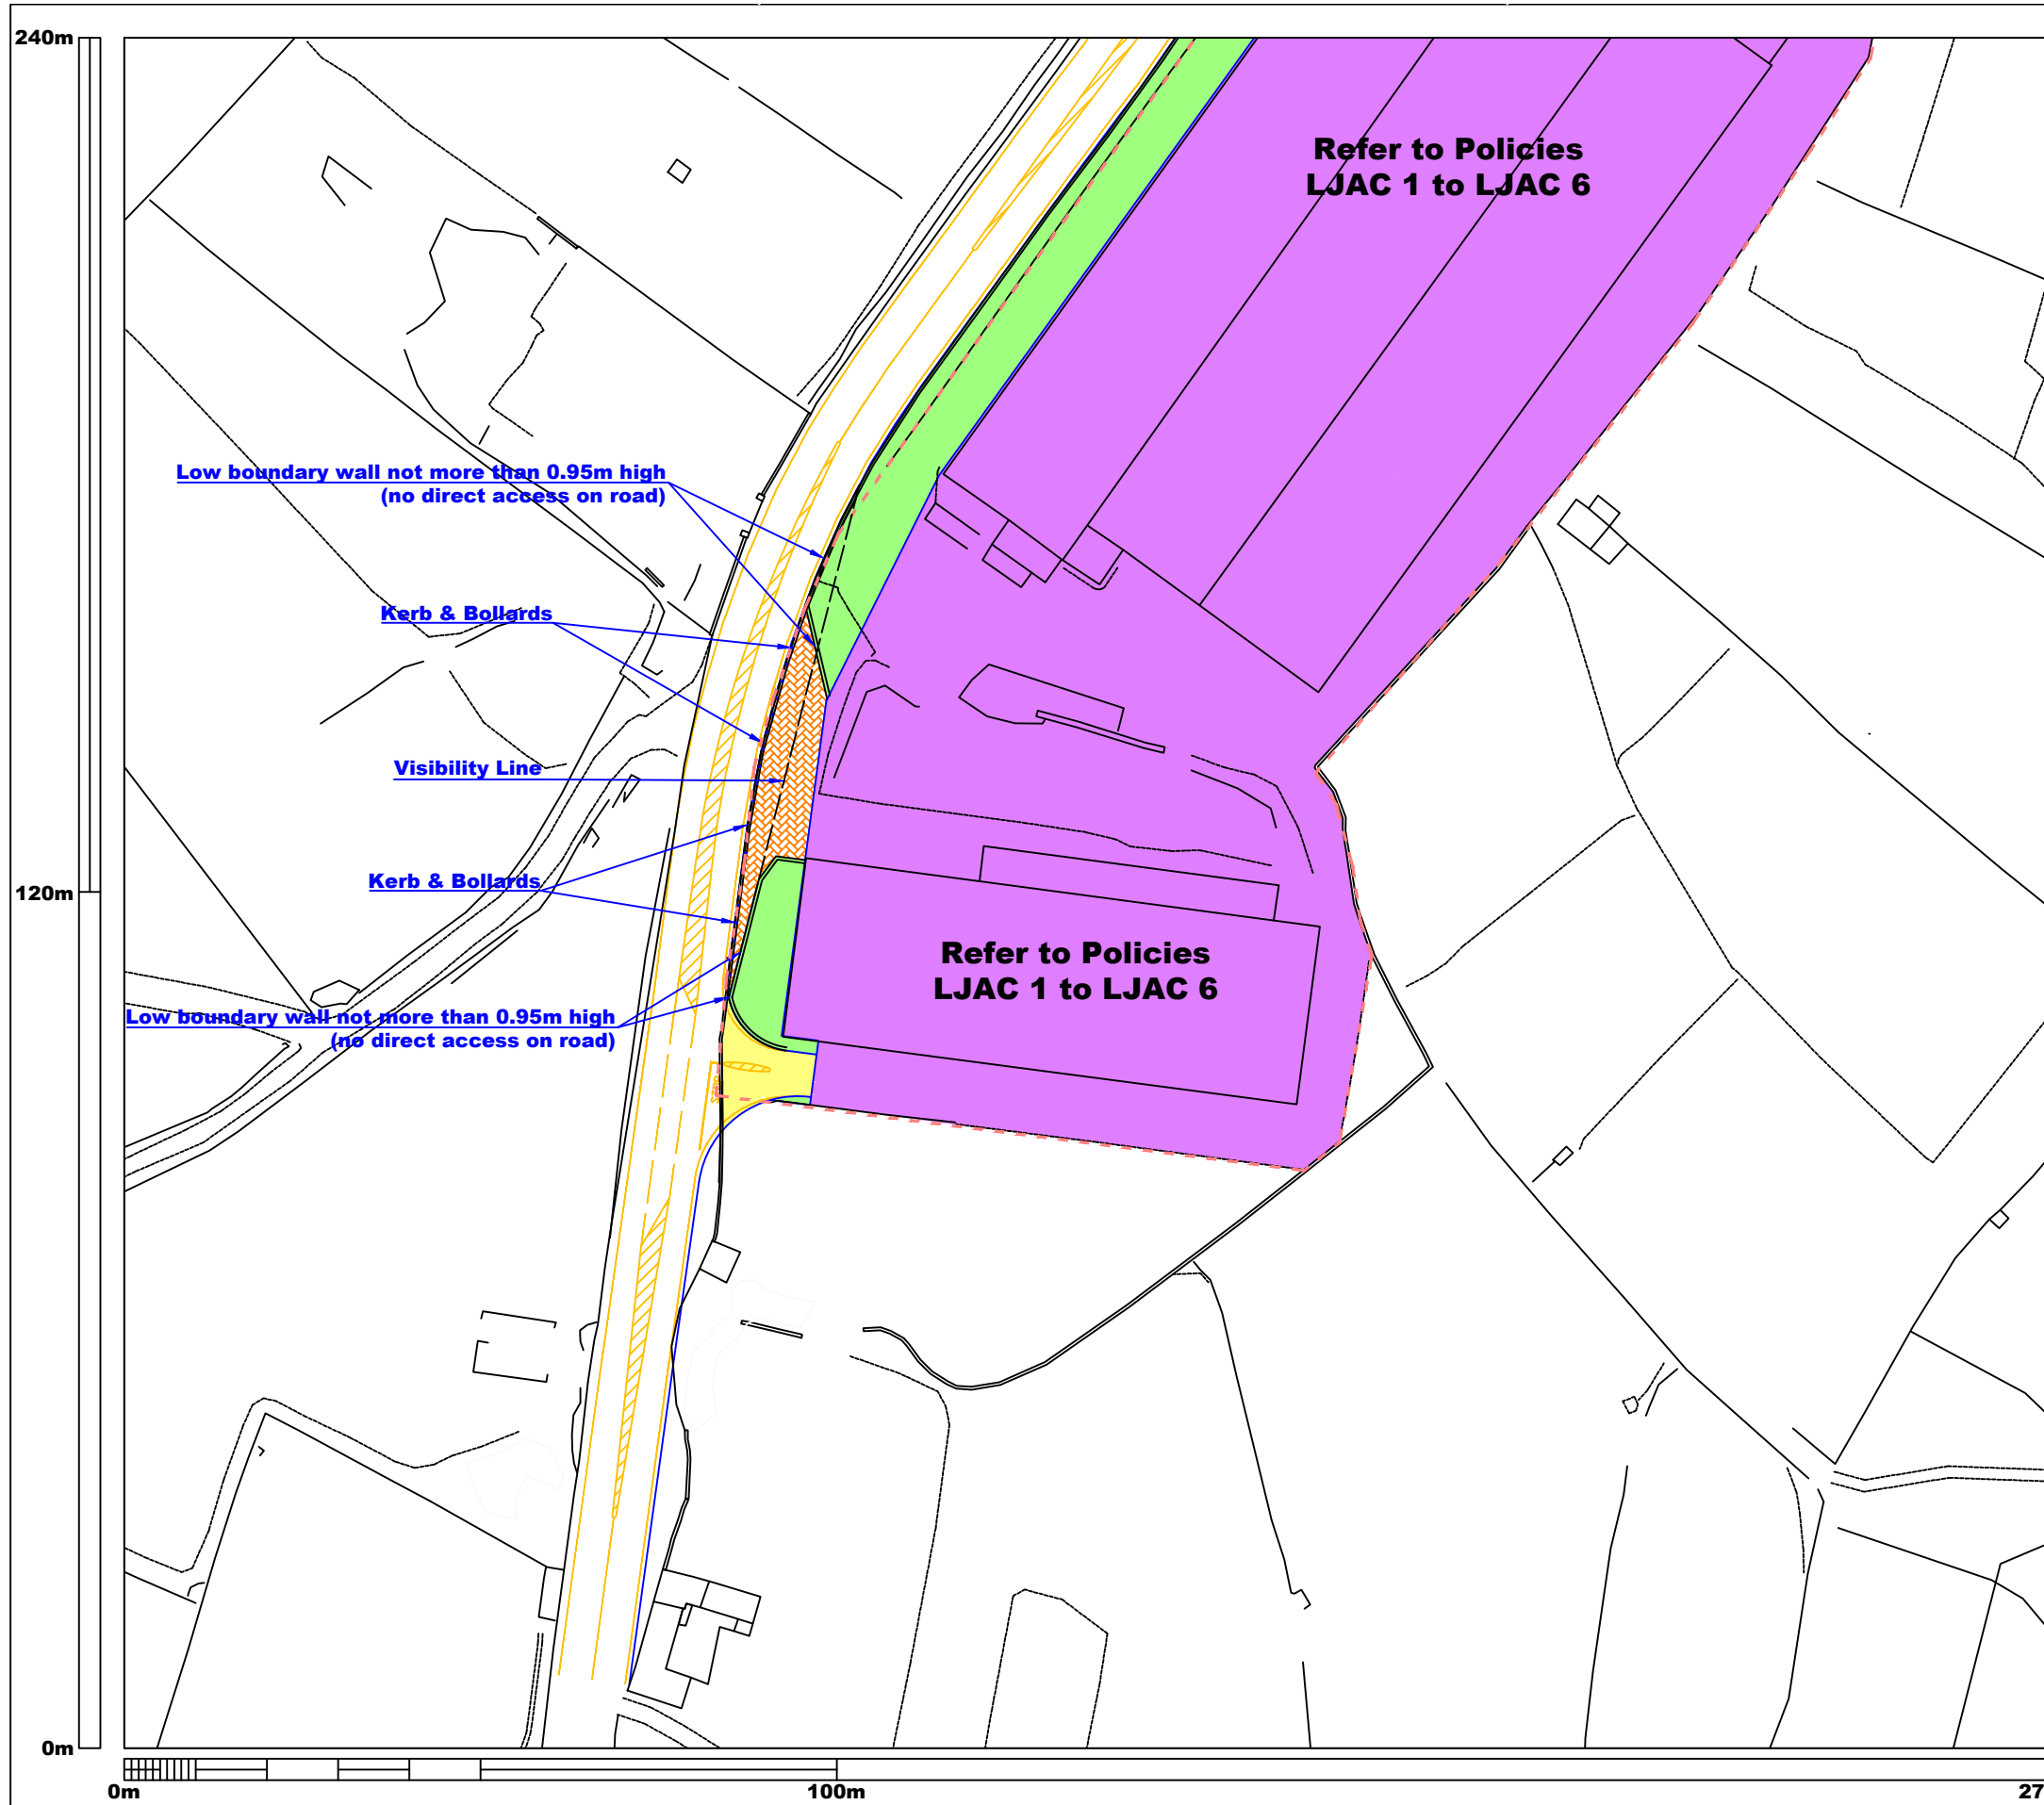 240m
Refer to Policies
LJAC 1 to LJAC 6
Low boundary wall not more than 0.95m high
(no direct access on road)
Kerb & Bollards
Visibility Line
120m
Kerb & Bollards
Refer to Policies
LJAC 1 to LJAC 6
Low boundary wall not more than 0.95m high
(no direct access on road)
0m
0m
100m
27